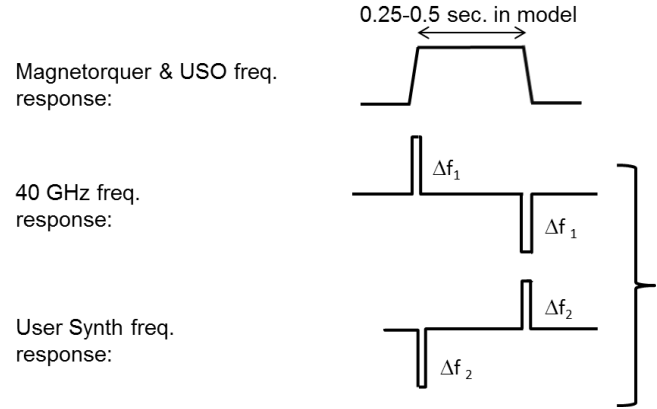 0.25-0.5 sec. in model
Magnetorquer & USO freq.
response:
Δf₁
40 GHz freq.
response:
Δf ₁
Δf₂
User Synth freq.
response:
Δf ₂